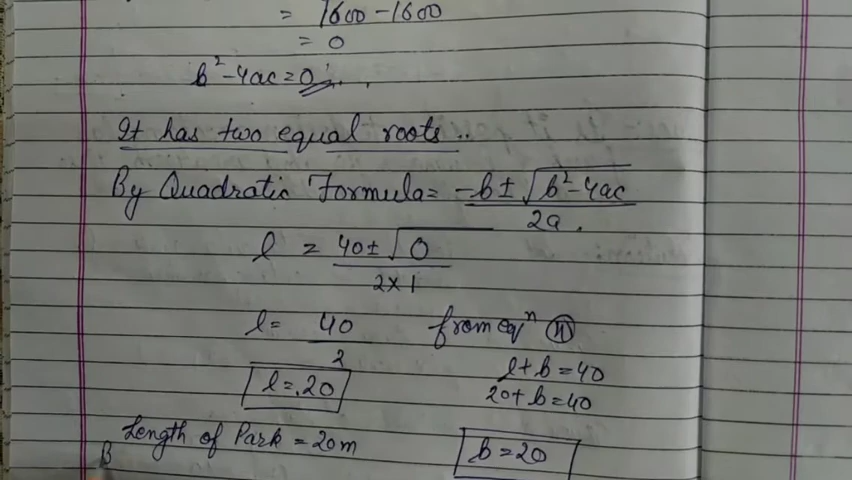 = 1600 - 1600
= 0
b² - 4ac = 0
It has two equal roots..
By Quadratic Formula = -b ± √b² - 4ac / 2a.
l = 40 ± √0 / 2 × 1
l = 40 / 2
l = 20
from eqⁿ (II)
l + b = 40
20 + b = 40
b = 20
Length of Park = 20m
B